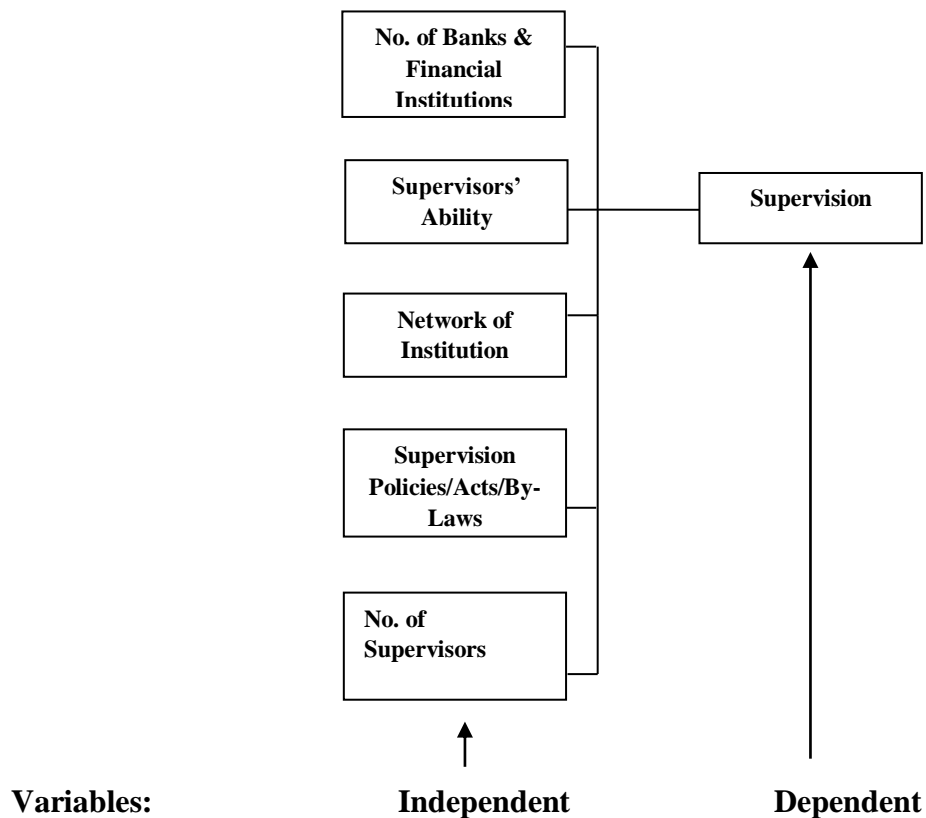 No. of Banks &
Financial
Institutions
Supervisors’
Ability
Supervision
Network of
Institution
Supervision
Policies/Acts/By-
Laws
No. of
Supervisors
Variables: Independent Dependent